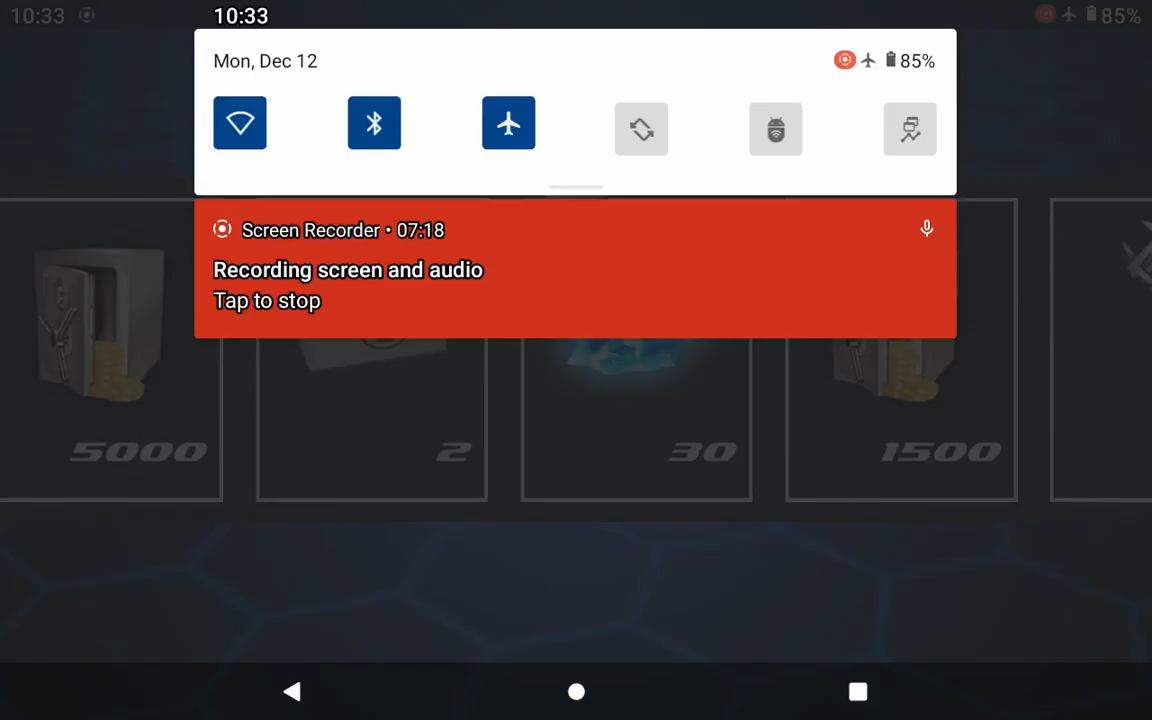 10:33
10:33
85%
Mon, Dec 12
85%
Screen Recorder • 07:18
Recording screen and audio
Tap to stop
5000
2
30
1500